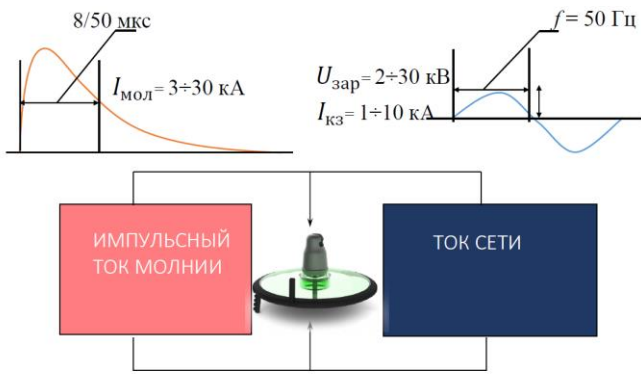 8/50 мкс
Iмол= 3÷30 кА
f = 50 Гц
Uзар= 2÷30 кВ
Iкз= 1÷10 кА
ИМПУЛЬСНЫЙ
ТОК МОЛНИИ
ТОК СЕТИ